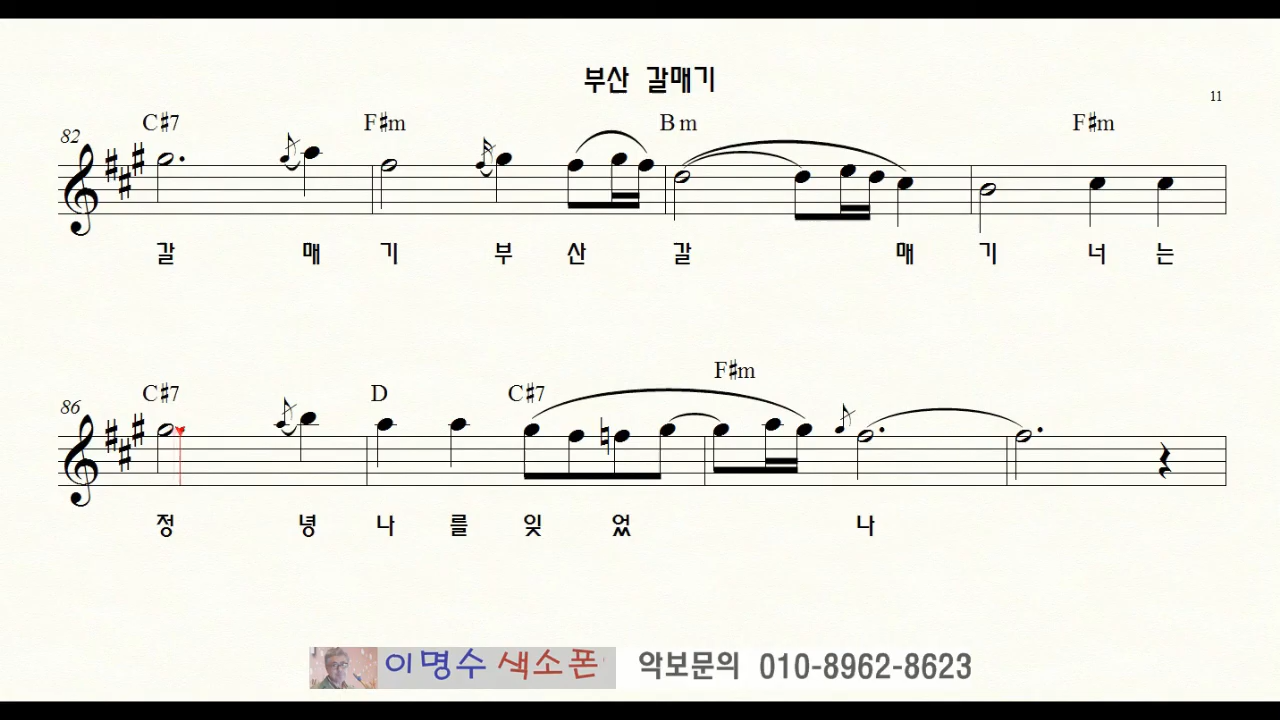 부산 갈매기
11
C#7 F#m Bm F#m
82
갈 매 기 부 산 갈 매 기 너 는
C#7 D C#7 F#m
86
정 녕 나 를 잊 었 나
이명수 색소폰 악보문의 010-8962-8623